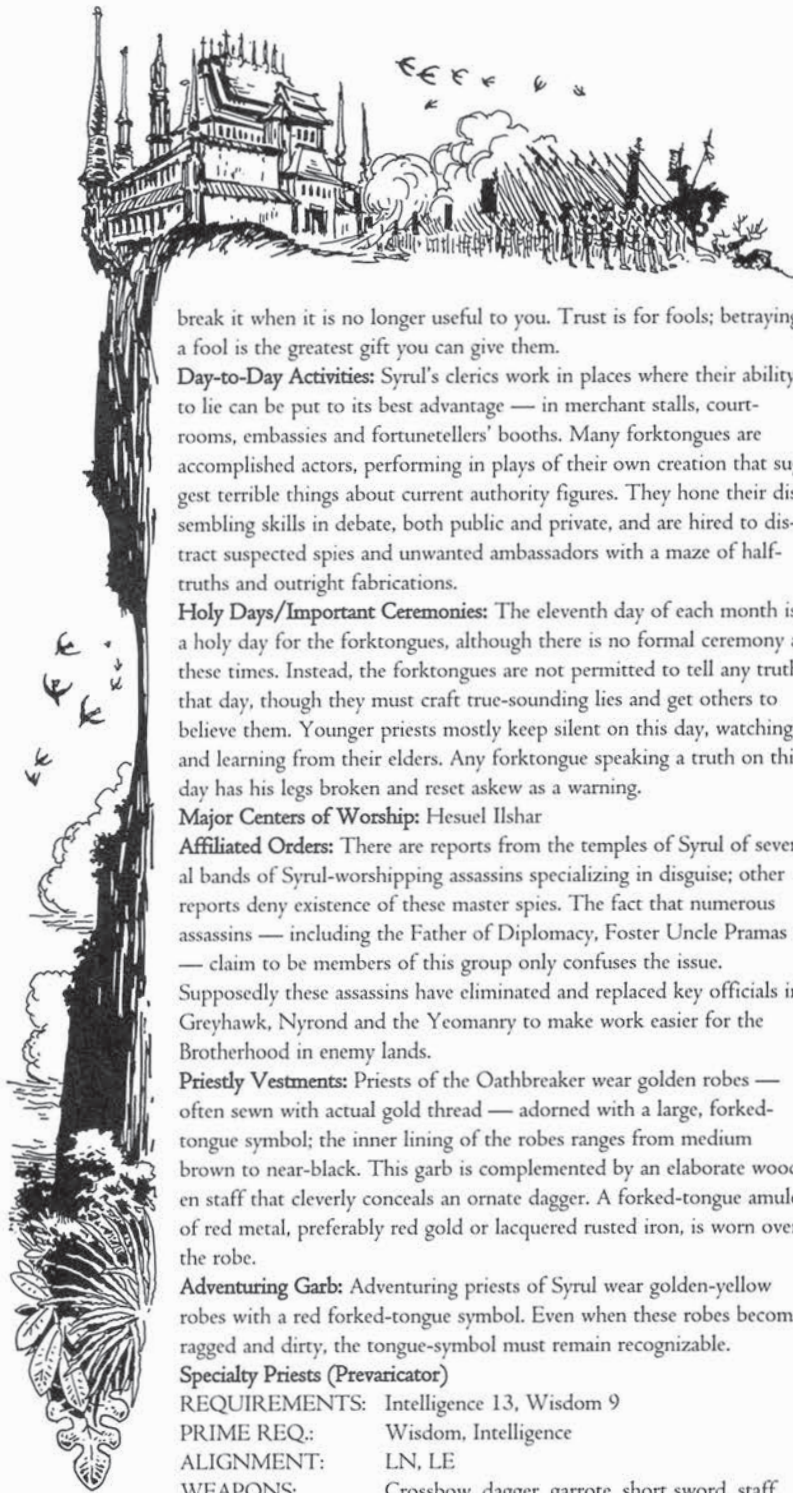 break it when it is no longer useful to you. Trust is for fools; betraying
a fool is the greatest gift you can give them.
Day-to-Day Activities: Syrul's clerics work in places where their ability
to lie can be put to its best advantage — in merchant stalls, court-
rooms, embassies and fortunetellers' booths. Many forktongues are
accomplished actors, performing in plays of their own creation that su
gest terrible things about current authority figures. They hone their dis
sembling skills in debate, both public and private, and are hired to dis-
tract suspected spies and unwanted ambassadors with a maze of half-
truths and outright fabrications.
Holy Days/Important Ceremonies: The eleventh day of each month is
a holy day for the forktongues, although there is no formal ceremony a
these times. Instead, the forktongues are not permitted to tell any truth
that day, though they must craft true-sounding lies and get others to
believe them. Younger priests mostly keep silent on this day, watching
and learning from their elders. Any forktongue speaking a truth on thi
day has his legs broken and reset askew as a warning.
Major Centers of Worship: Hesuel Ilshar
Affiliated Orders: There are reports from the temples of Syrul of sever
al bands of Syrul-worshipping assassins specializing in disguise; other
reports deny existence of these master spies. The fact that numerous
assassins — including the Father of Diplomacy, Foster Uncle Pramas
— claim to be members of this group only confuses the issue.
Supposedly these assassins have eliminated and replaced key officials in
Greyhawk, Nyrond and the Yeomanry to make work easier for the
Brotherhood in enemy lands.
Priestly Vestments: Priests of the Oathbreaker wear golden robes —
often sewn with actual gold thread — adorned with a large, forked-
tongue symbol; the inner lining of the robes ranges from medium
brown to near-black. This garb is complemented by an elaborate wood
en staff that cleverly conceals an ornate dagger. A forked-tongue amule
of red metal, preferably red gold or lacquered rusted iron, is worn over
the robe.
Adventuring Garb: Adventuring priests of Syrul wear golden-yellow
robes with a red forked-tongue symbol. Even when these robes becom
ragged and dirty, the tongue-symbol must remain recognizable.
Specialty Priests (Prevaricator)
REQUIREMENTS: Intelligence 13, Wisdom 9
PRIME REQ.: Wisdom, Intelligence
ALIGNMENT: LN, LE
WEAPONS: Crossbow, dagger, garrote, short sword, staff